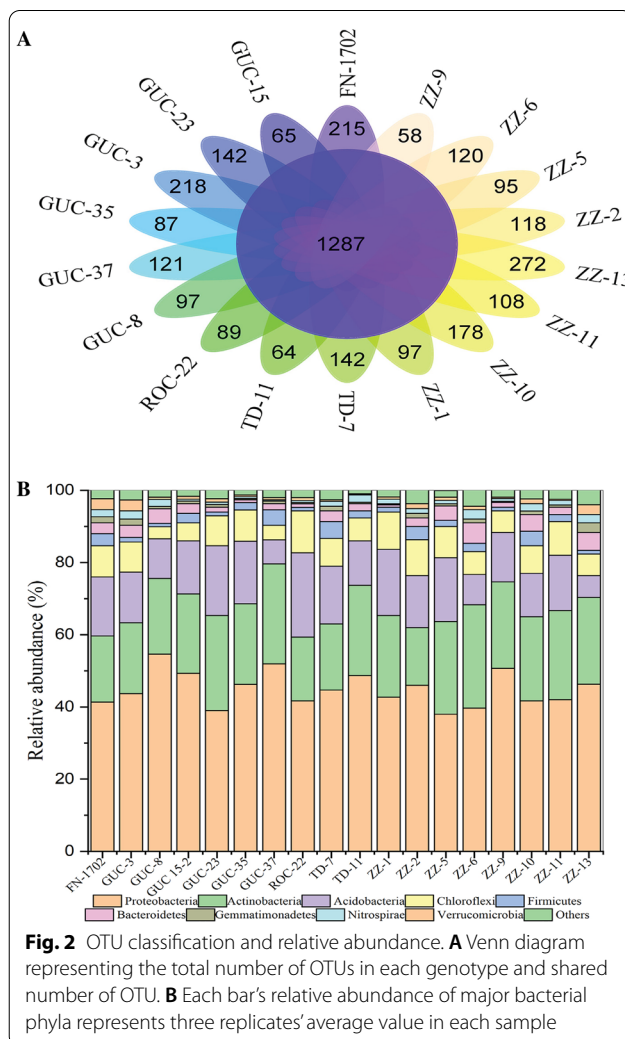 A
FN-1702
ZZ-9
ZZ-6
ZZ-5
ZZ-2
ZZ-13
ZZ-11
ZZ-10
ZZ-1
TD-7
TD-11
ROC-22
GUC-8
GUC-37
GUC-35
GUC-3
GUC-23
GUC-15
215
58
120
95
118
272
108
178
97
142
64
89
97
121
87
218
142
65
1287
B
Relative abundance (%)
100
80
60
40
20
0
FN-1702 GUC-3 GUC-8 GUC 15-2 GUC-23 GUC-35 GUC-37 ROC-22 TD-7 TD-11 ZZ-1 ZZ-2 ZZ-5 ZZ-6 ZZ-9 ZZ-10 ZZ-11 ZZ-13
Proteobacteria Actinobacteria Acidobacteria Chloroflexi Firmicutes
Bacteroidetes Gemmatimonadetes Nitrospirae Verrucomicrobia Others
Fig. 2 OTU classification and relative abundance. A Venn diagram
representing the total number of OTUs in each genotype and shared
number of OTU. B Each bar's relative abundance of major bacterial
phyla represents three replicates' average value in each sample